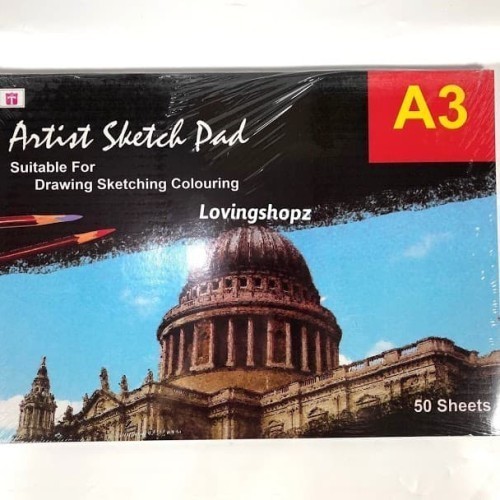 Artist Sketch Pad
A3
Suitable For
Drawing Sketching Colouring
Lovingshopz
50 Sheets